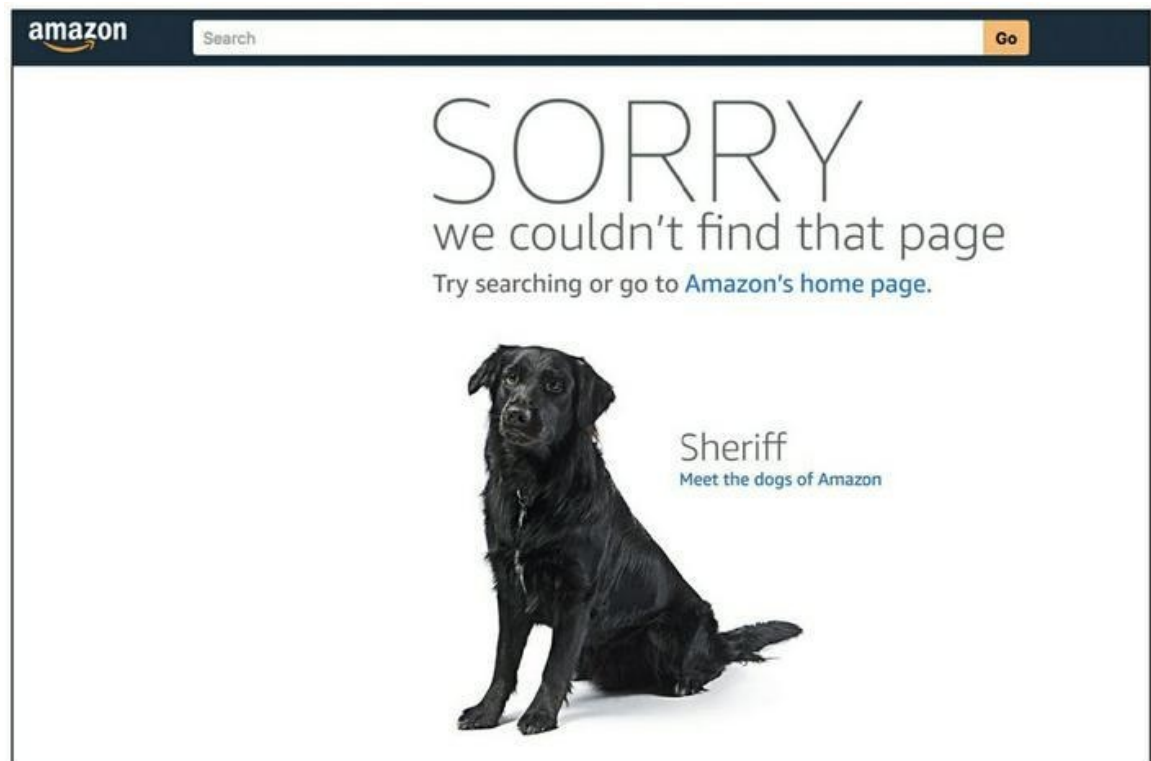 amazon
Search
Go
SORRY
we couldn't find that page
Try searching or go to Amazon's home page.
Sheriff
Meet the dogs of Amazon